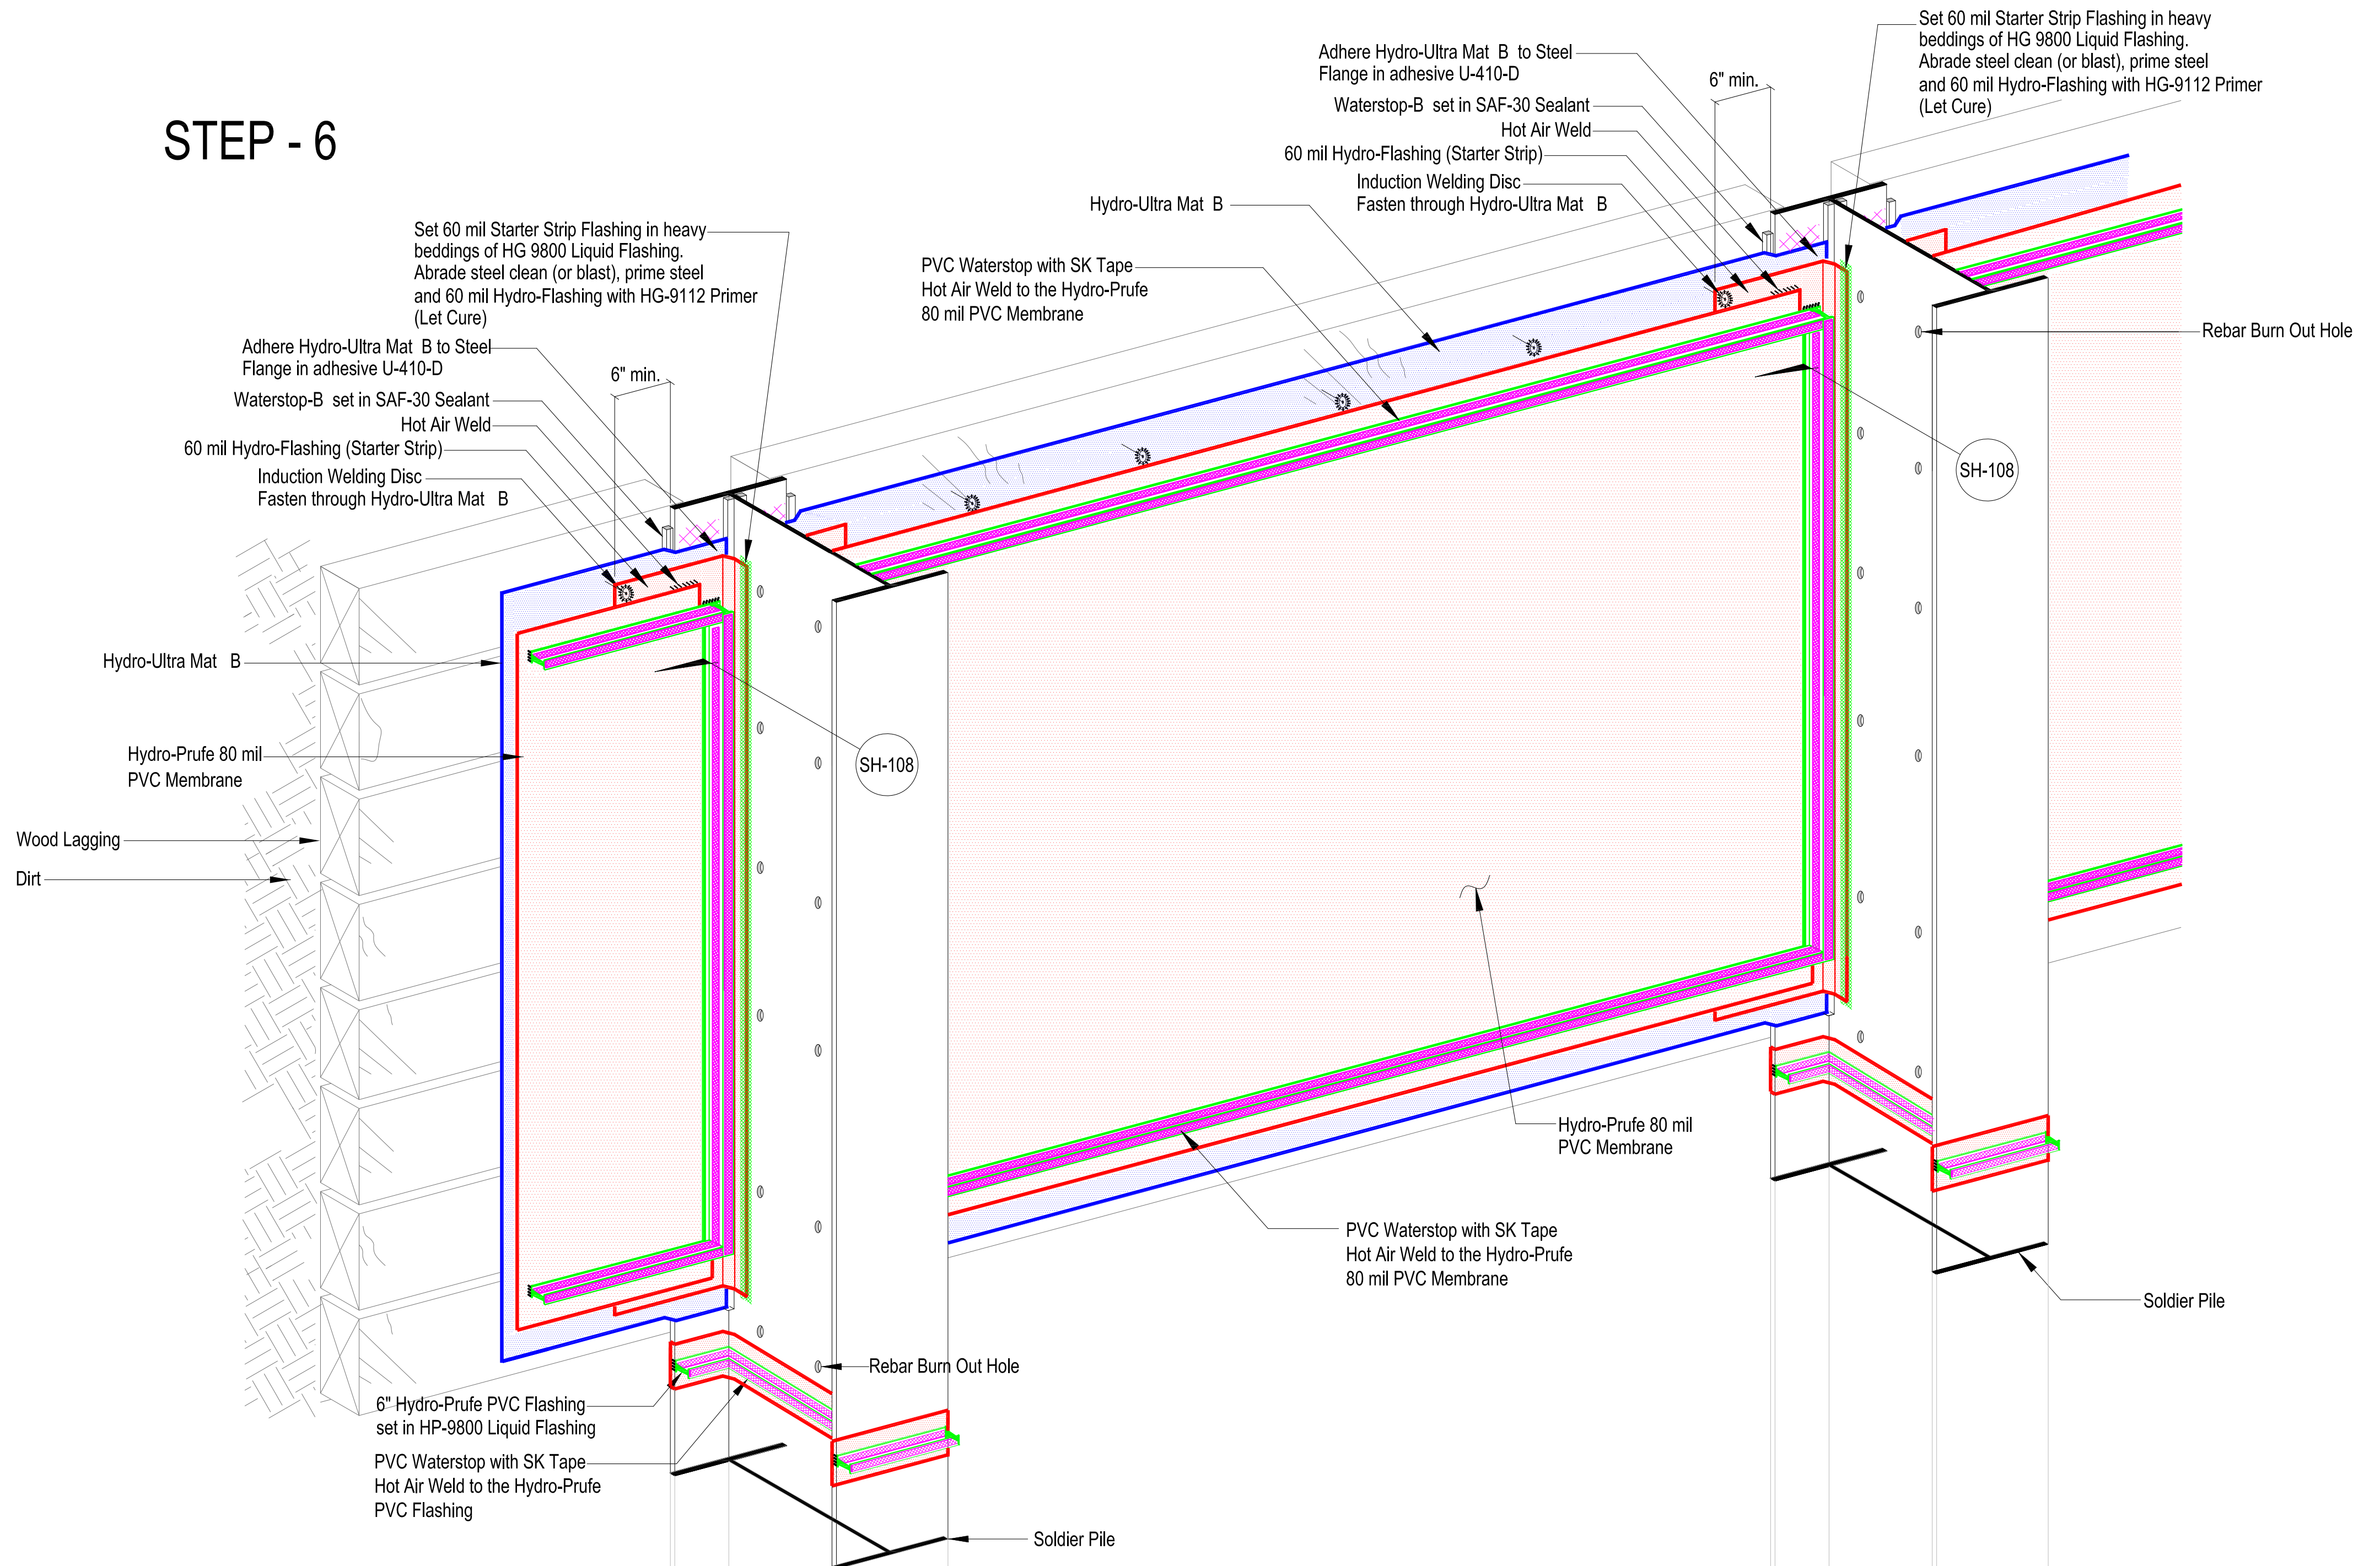 STEP - 6
Set 60 mil Starter Strip Flashing in heavy
beddings of HG 9800 Liquid Flashing.
Abrade steel clean (or blast), prime steel
and 60 mil Hydro-Flashing with HG-9112 Primer
(Let Cure)
Adhere Hydro-Ultra Mat B to Steel
Flange in adhesive U-410-D
6" min.
Waterstop-B set in SAF-30 Sealant
Hot Air Weld
60 mil Hydro-Flashing (Starter Strip)
Induction Welding Disc
Fasten through Hydro-Ultra Mat B
Hydro-Ultra Mat B
Hydro-Prufe 80 mil
PVC Membrane
Wood Lagging
Dirt
SH-108
6" Hydro-Prufe PVC Flashing
set in HP-9800 Liquid Flashing
PVC Waterstop with SK Tape
Hot Air Weld to the Hydro-Prufe
PVC Flashing
Rebar Burn Out Hole
Soldier Pile
Set 60 mil Starter Strip Flashing in heavy
beddings of HG 9800 Liquid Flashing.
Abrade steel clean (or blast), prime steel
and 60 mil Hydro-Flashing with HG-9112 Primer
(Let Cure)
Adhere Hydro-Ultra Mat B to Steel
Flange in adhesive U-410-D
6" min.
Waterstop-B set in SAF-30 Sealant
Hot Air Weld
60 mil Hydro-Flashing (Starter Strip)
Induction Welding Disc
Fasten through Hydro-Ultra Mat B
Hydro-Ultra Mat B
PVC Waterstop with SK Tape
Hot Air Weld to the Hydro-Prufe
80 mil PVC Membrane
Rebar Burn Out Hole
SH-108
Hydro-Prufe 80 mil
PVC Membrane
PVC Waterstop with SK Tape
Hot Air Weld to the Hydro-Prufe
80 mil PVC Membrane
Soldier Pile